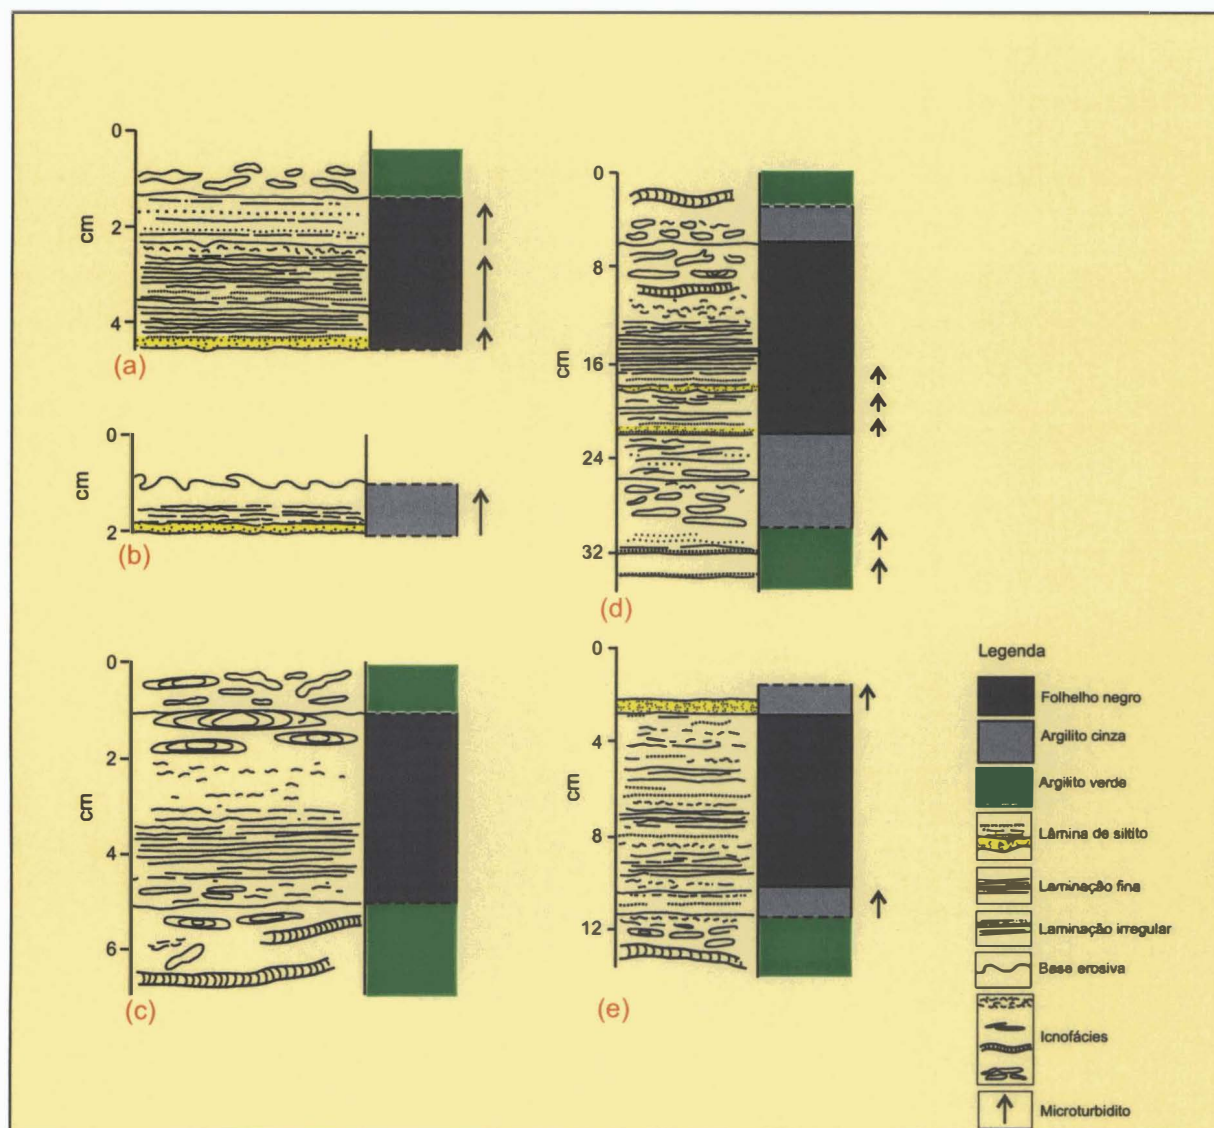 0
2
4
cm
(a)
0
2
cm
(b)
0
2
4
6
cm
(c)
0
8
16
24
32
cm
(d)
0
4
8
12
cm
(e)
Legenda
Folhelho negro
Argilito cinza
Argilito verde
Lâmina de siltito
Laminação fina
Laminação irregular
Base erosiva
Icnofácies
Microturbidito